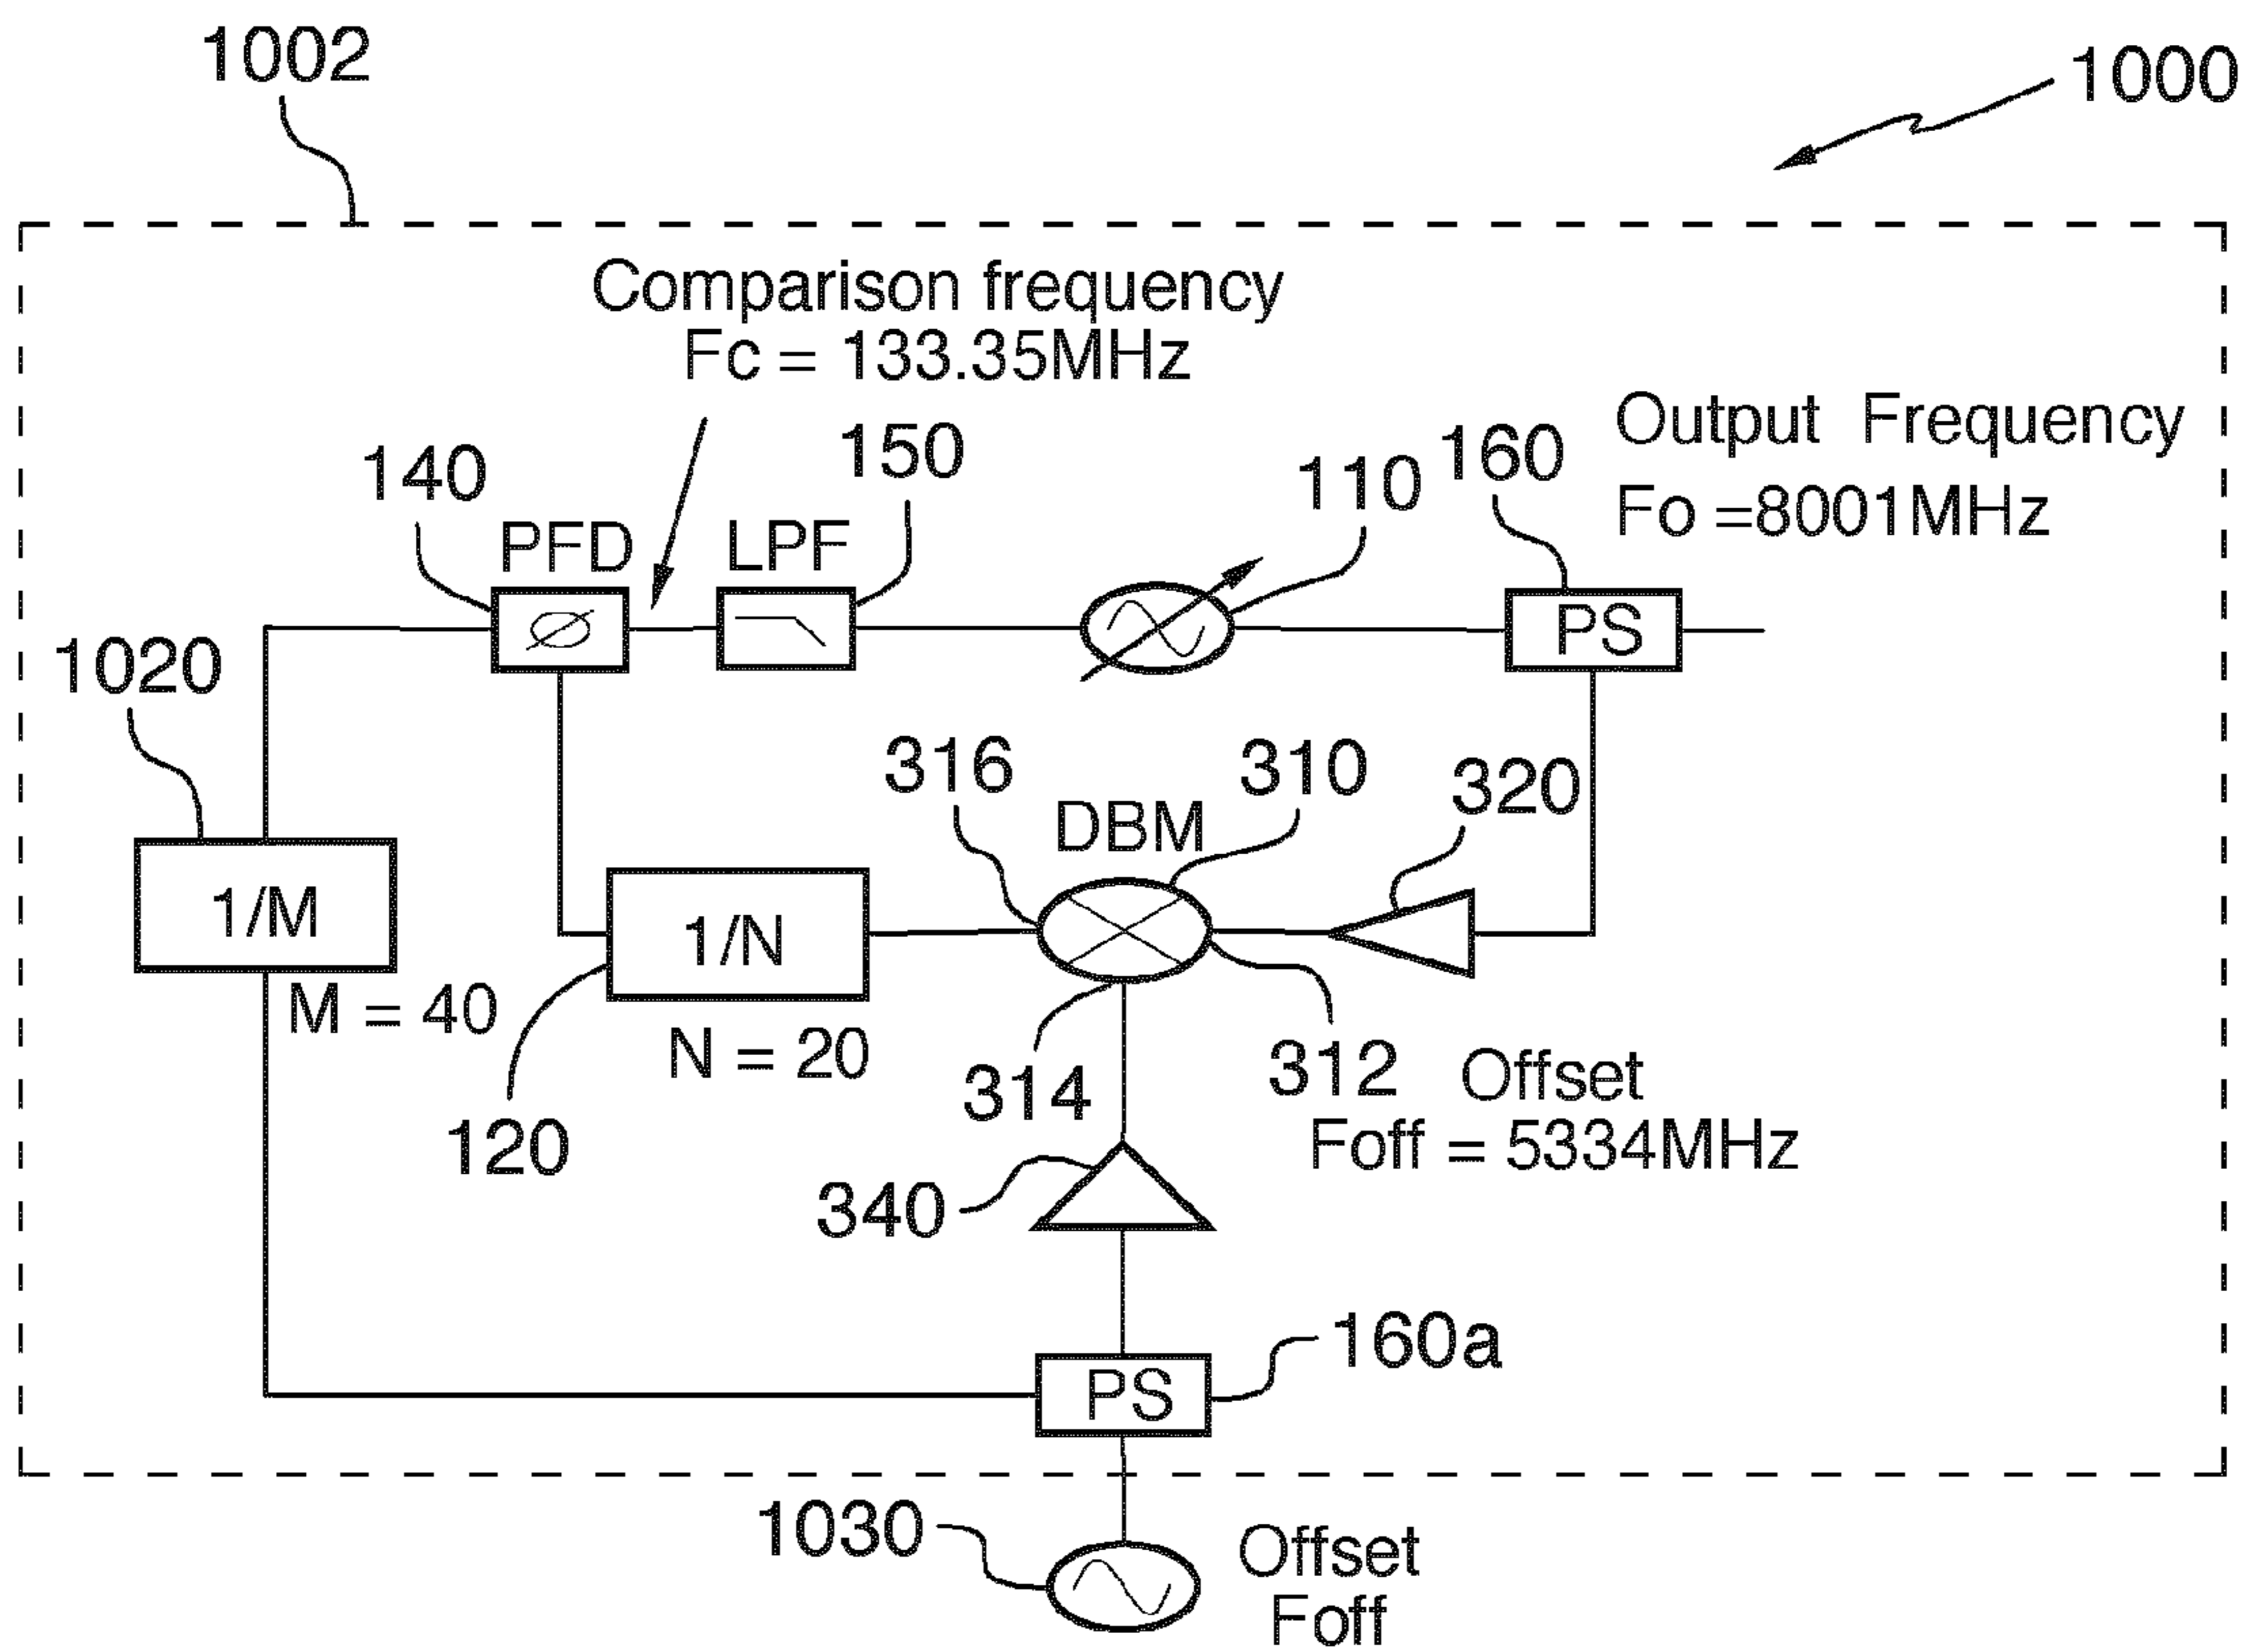 1002
1000
Comparison frequency
Fc = 133.35MHz
Output Frequency
Fo =8001MHz
140
150
110
160
PFD
LPF
PS
1020
316
310
320
DBM
1/M
1/N
M = 40
N = 20
120
314
312
Offset
Foff = 5334MHz
340
160a
PS
1030
Offset
Foff